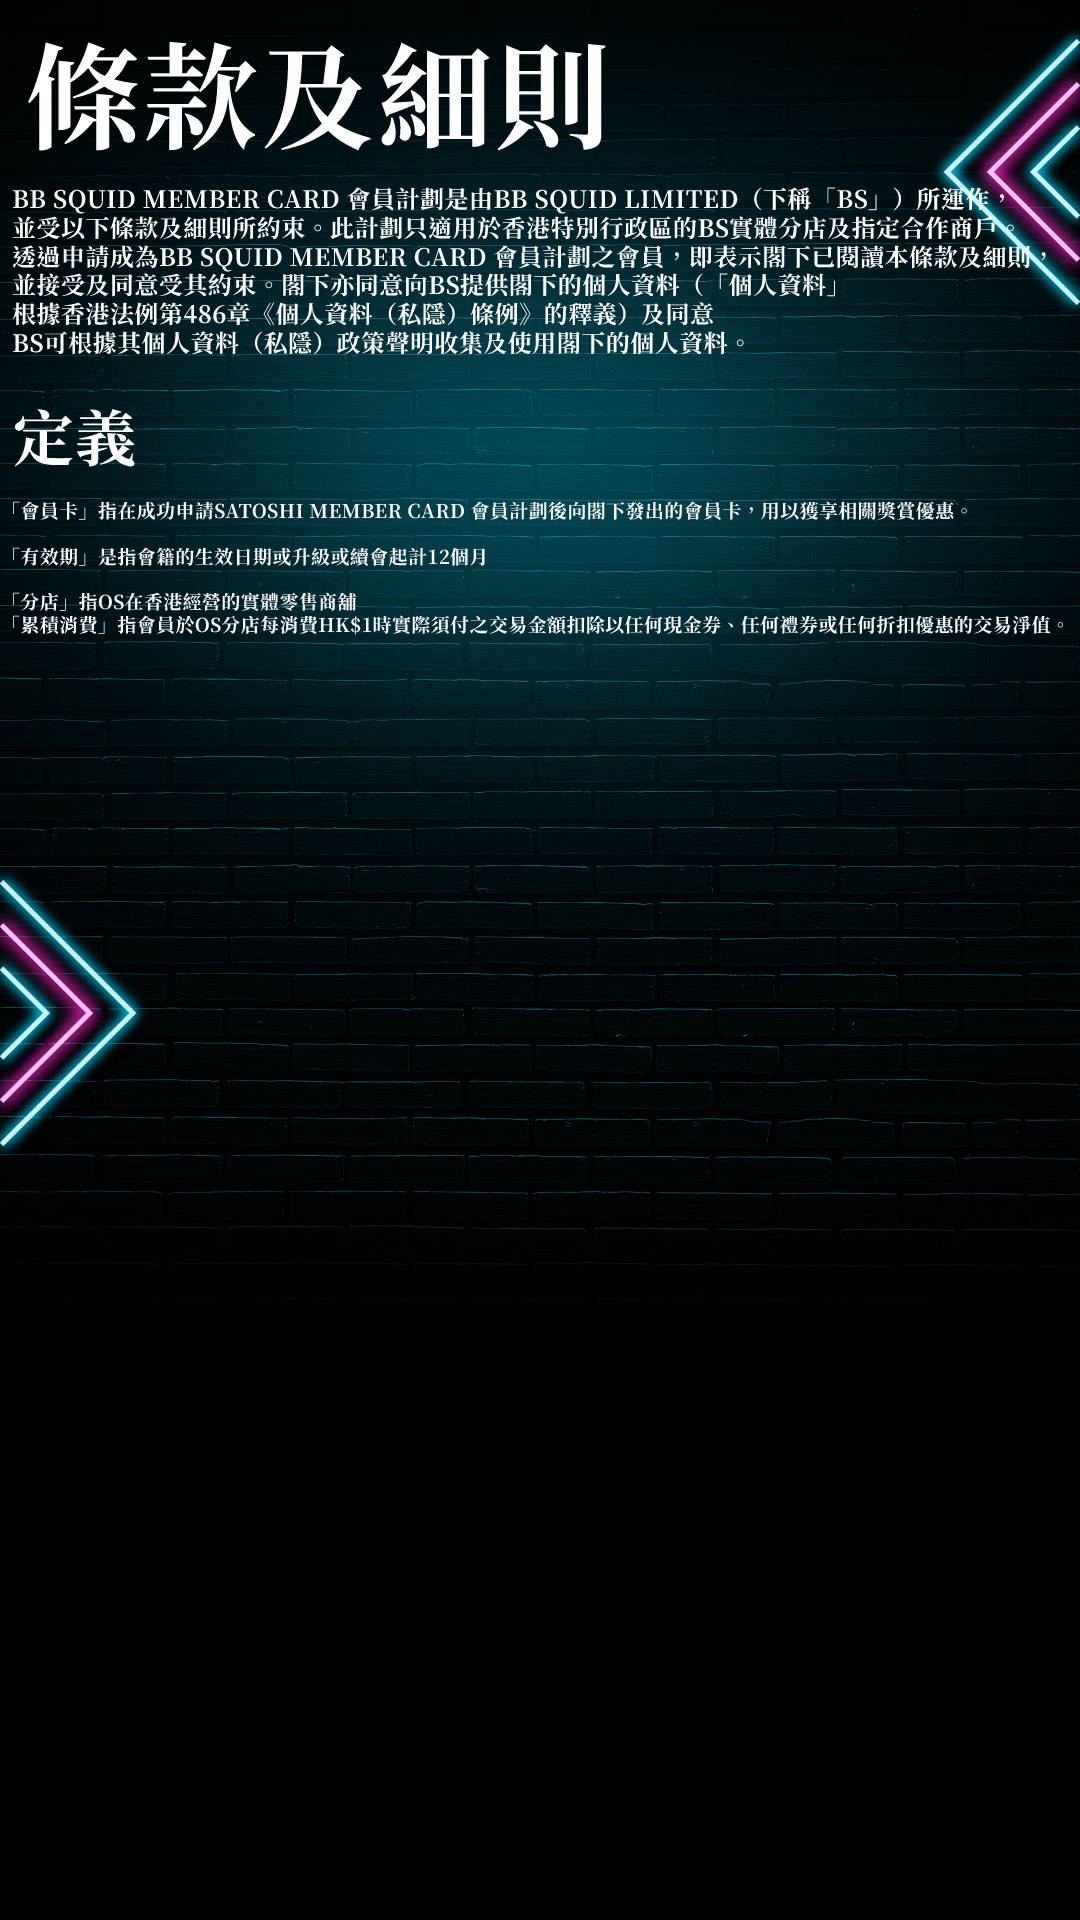 條款及細則
BB SQUID MEMBER CARD 會員計劃是由BB SQUID LIMITED（下稱「BS」）所運作，
並受以下條款及細則所約束。此計劃只適用於香港特別行政區的BS實體分店及指定合作商戶。
透過申請成為BB SQUID MEMBER CARD 會員計劃之會員，即表示閣下已閱讀本條款及細則，
並接受及同意受其約束。閣下亦同意向BS提供閣下的個人資料（「個人資料」
根據香港法例第486章《個人資料（私隱）條例》的釋義）及同意
BS可根據其個人資料（私隱）政策聲明收集及使用閣下的個人資料。
定義
「會員卡」指在成功申請SATOSHI MEMBER CARD 會員計劃後向閣下發出的會員卡，用以獲享相關獎賞優惠。
「有效期」是指會籍的生效日期或升級或續會起計12個月
「分店」指OS在香港經營的實體零售商舖
「累積消費」指會員於OS分店每消費HK$1時實際須付之交易金額扣除以任何現金券、任何禮券或任何折扣優惠的交易淨值。